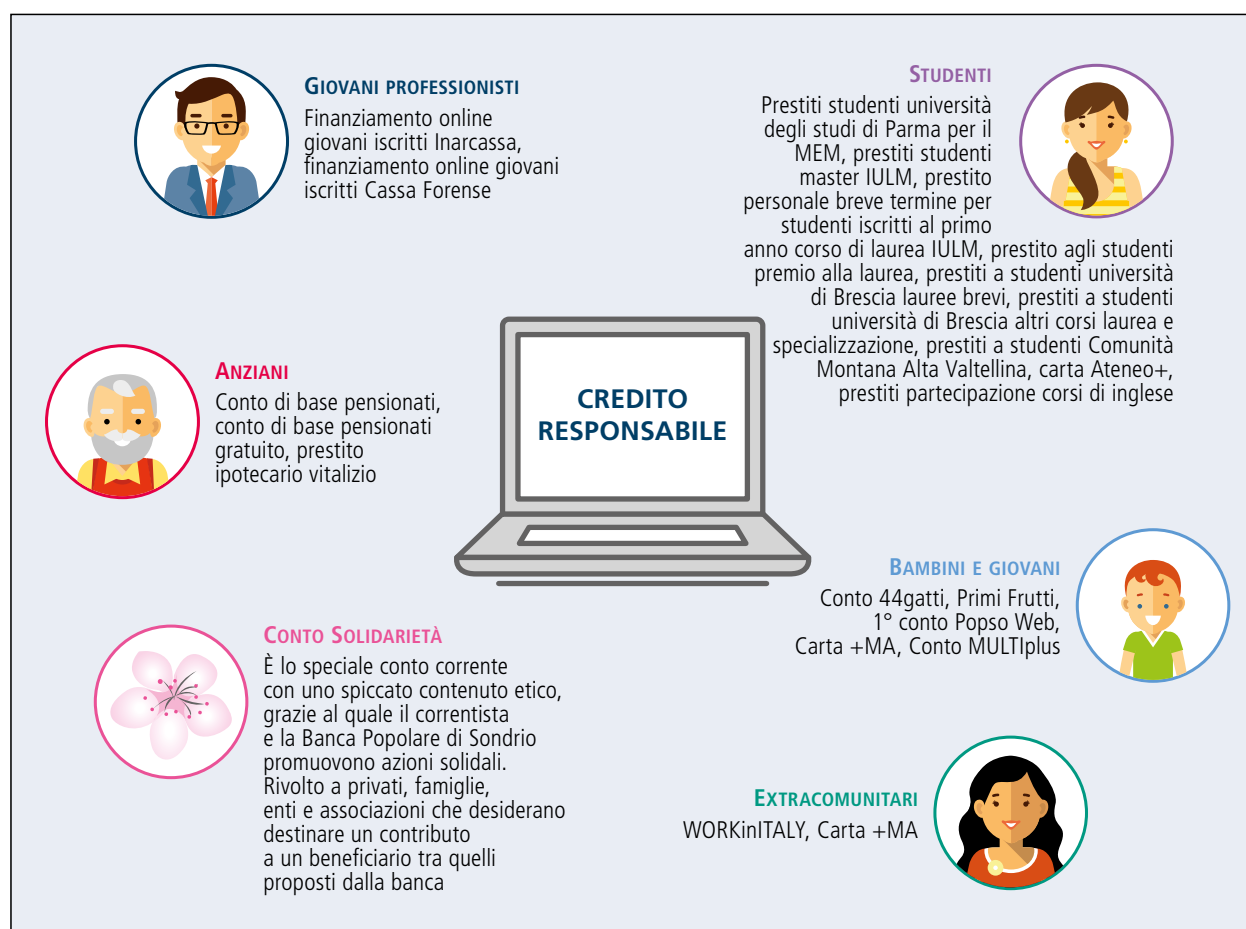 GIOVANI PROFESSIONISTI
Finanziamento online
giovani iscritti Inarcassa,
finanziamento online giovani
iscritti Cassa Forense
STUDENTI
Prestiti studenti università
degli studi di Parma per il
MEM, prestiti studenti
master IULM, prestito
personale breve termine per
studenti iscritti al primo
anno corso di laurea IULM, prestito agli studenti
premio alla laurea, prestiti a studenti università
di Brescia lauree brevi, prestiti a studenti
università di Brescia altri corsi laurea e
specializzazione, prestiti a studenti Comunità
Montana Alta Valtellina, carta Ateneo+,
prestiti partecipazione corsi di inglese
ANZIANI
Conto di base pensionati,
conto di base pensionati
gratuito, prestito
ipotecario vitalizio
CREDITO
RESPONSABILE
BAMBINI E GIOVANI
Conto 44gatti, Primi Frutti,
1° conto Popso Web,
Carta +MA, Conto MULTIplus
CONTO SOLIDARIETÀ
È lo speciale conto corrente
con uno spiccato contenuto etico,
grazie al quale il correntista
e la Banca Popolare di Sondrio
promuovono azioni solidali.
Rivolto a privati, famiglie,
enti e associazioni che desiderano
destinare un contributo
a un beneficiario tra quelli
proposti dalla banca
EXTRACOMUNITARI
WORKinITALY, Carta +MA